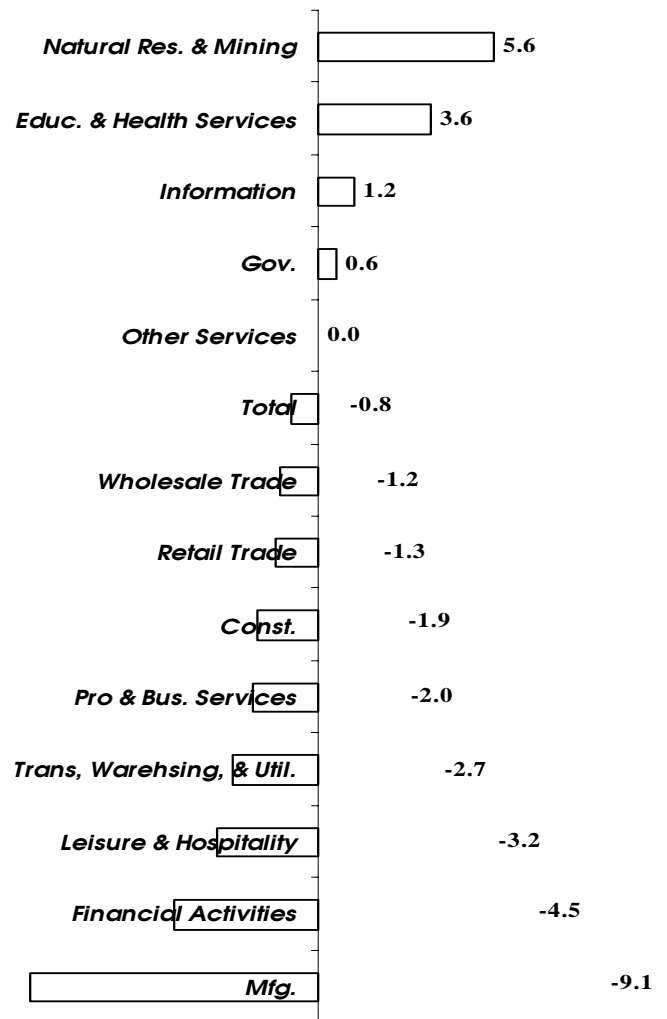 Natural Res. & Mining 5.6
Educ. & Health Services 3.6
Information 1.2
Gov. 0.6
Other Services 0.0
Total -0.8
Wholesale Trade -1.2
Retail Trade -1.3
Const. -1.9
Pro & Bus. Services -2.0
Trans, Warehsing, & Util. -2.7
Leisure & Hospitality -3.2
Financial Activities -4.5
Mfg. -9.1